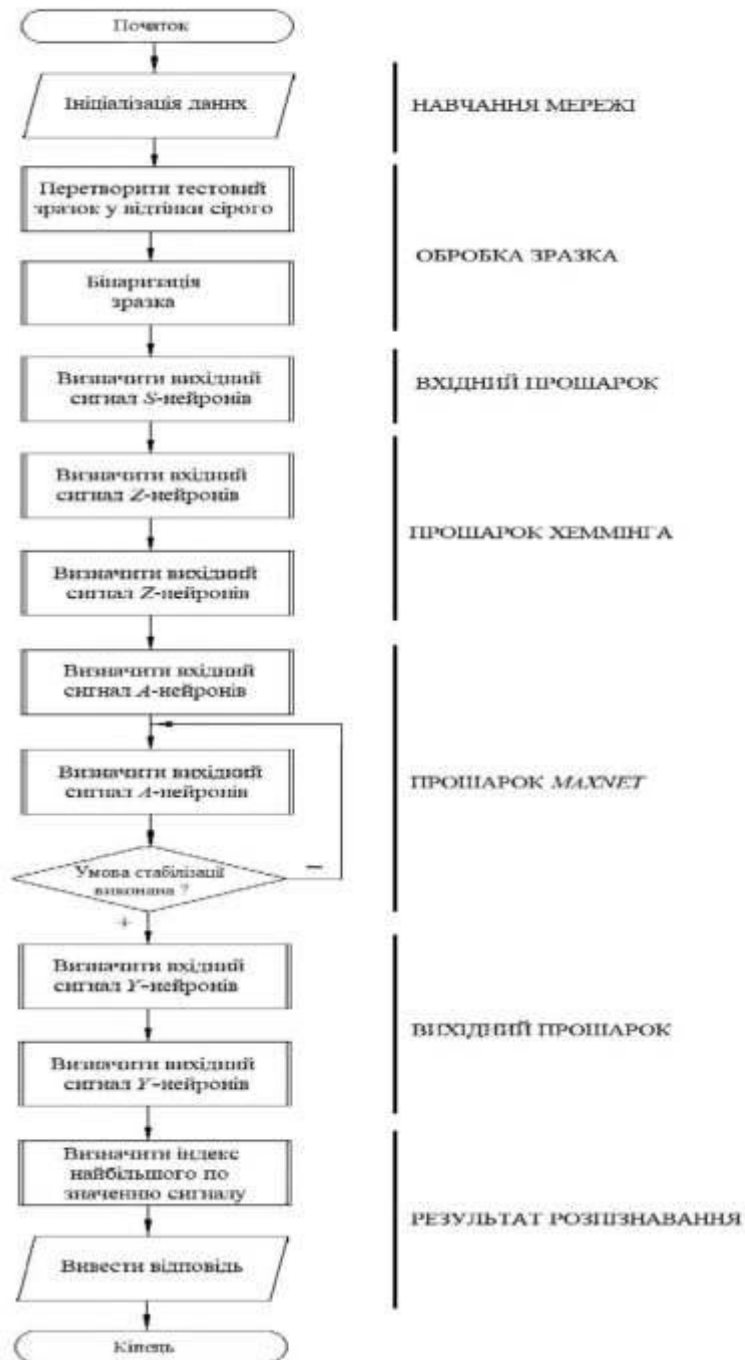 Початок
Ініціалізація даних
НАВЧАННЯ МЕРЕЖІ
Перетворити тестовий
зразок у відтінки сірого
ОБРОБКА ЗРАЗКА
Бінаризація
зразка
Визначити вихідний
сигнал S-нейронів
ВХІДНИЙ ПРОШАРОК
Визначити вхідний
сигнал Z-нейронів
ПРОШАРОК ХЕММІНГА
Визначити вихідний
сигнал Z-нейронів
Визначити вхідний
сигнал A-нейронів
Визначити вихідний
сигнал A-нейронів
ПРОШАРОК MAXNET
Умова стабілізації
виконана ?
–
+
Визначити вхідний
сигнал Y-нейронів
ВИХІДНИЙ ПРОШАРОК
Визначити вихідний
сигнал Y-нейронів
Визначити індекс
найбільшого по
значенню сигналу
РЕЗУЛЬТАТ РОЗПІЗНАВАННЯ
Вивести відповідь
Кінець